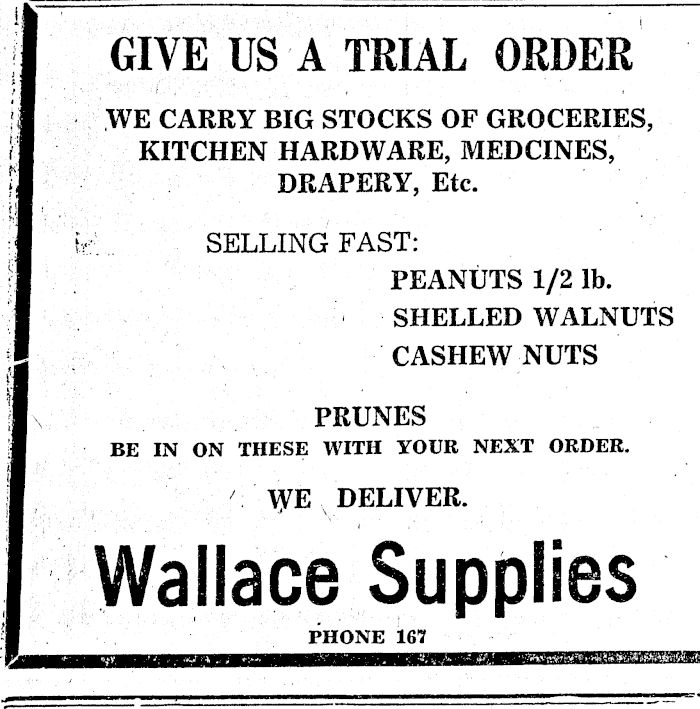 GIVE US A TRIAL ORDER
WE CARRY BIG STOCKS OF GROCERIES,
KITCHEN HARDWARE, MEDCINES,
DRAPERY, Etc.
SELLING FAST:
PEANUTS 1/2 lb.
SHELLED WALNUTS
CASHEW NUTS
PRUNES
BE IN ON THESE WITH YOUR NEXT ORDER.
WE DELIVER.
Wallace Supplies
PHONE 167